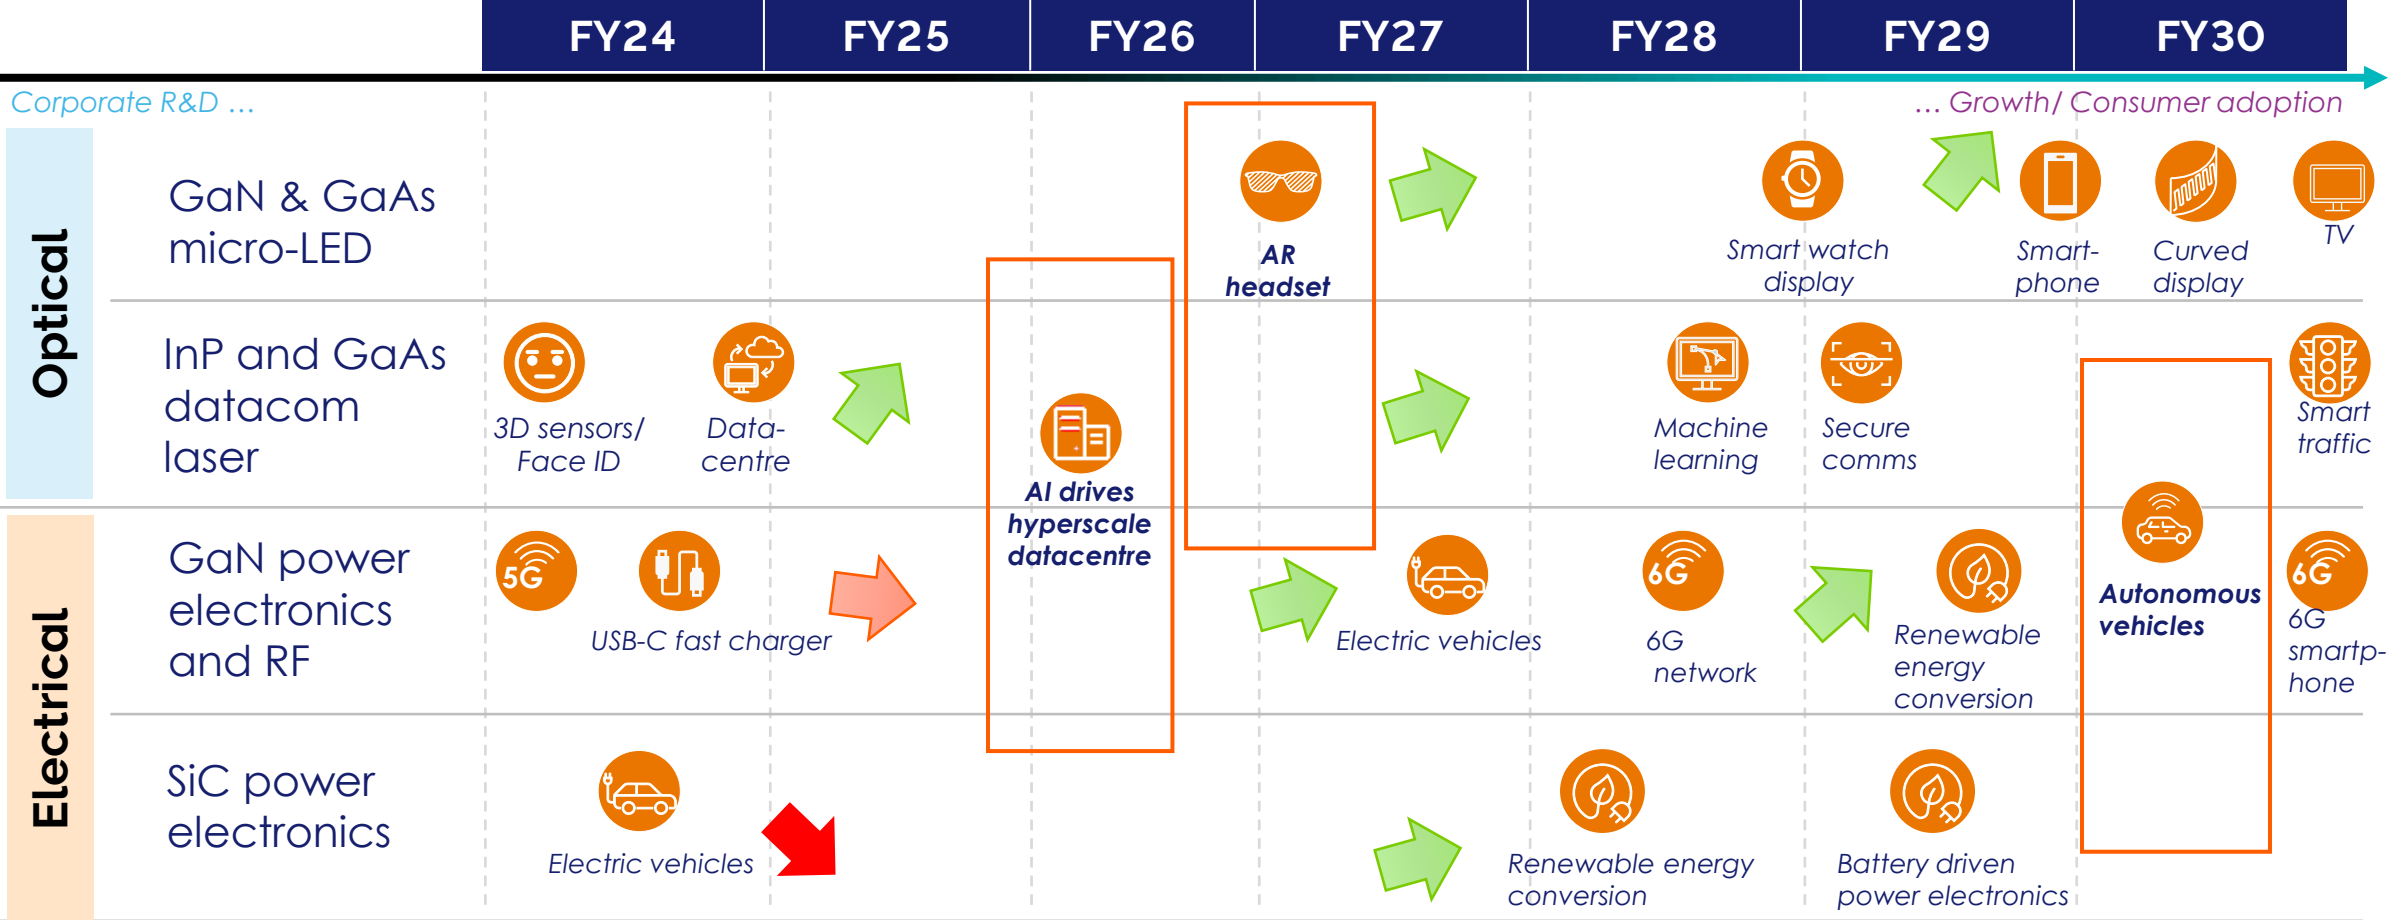 FY24
FY25
FY26
FY27
FY28
FY29
FY30
Corporate R&D ...
... Growth/ Consumer adoption
Optical
GaN & GaAs
micro-LED
AR
headset
Smart watch
display
Smart-
phone
Curved
display
TV
InP and GaAs
datacom
laser
3D sensors/
Face ID
Data-
centre
AI drives
hyperscale
datacentre
Machine
learning
Secure
comms
Smart
traffic
Electrical
GaN power
electronics
and RF
5G
USB-C fast charger
Electric vehicles
6G
6G
network
Renewable
energy
conversion
Autonomous
vehicles
6G
6G
smartp-
hone
SiC power
electronics
Electric vehicles
Renewable energy
conversion
Battery driven
power electronics